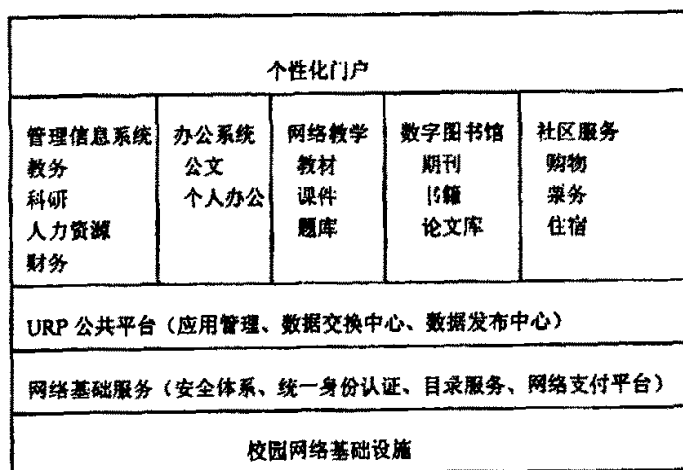 个性化门户
管理信息系统
教务
科研
人力资源
财务
办公系统
公文
个人办公
网络教学
教材
课件
题库
数字图书馆
期刊
书籍
论文库
社区服务
购物
票务
住宿
URP 公共平台（应用管理、数据交换中心、数据发布中心）
网络基础服务（安全体系、统一身份认证、目录服务、网络支付平台）
校园网络基础设施